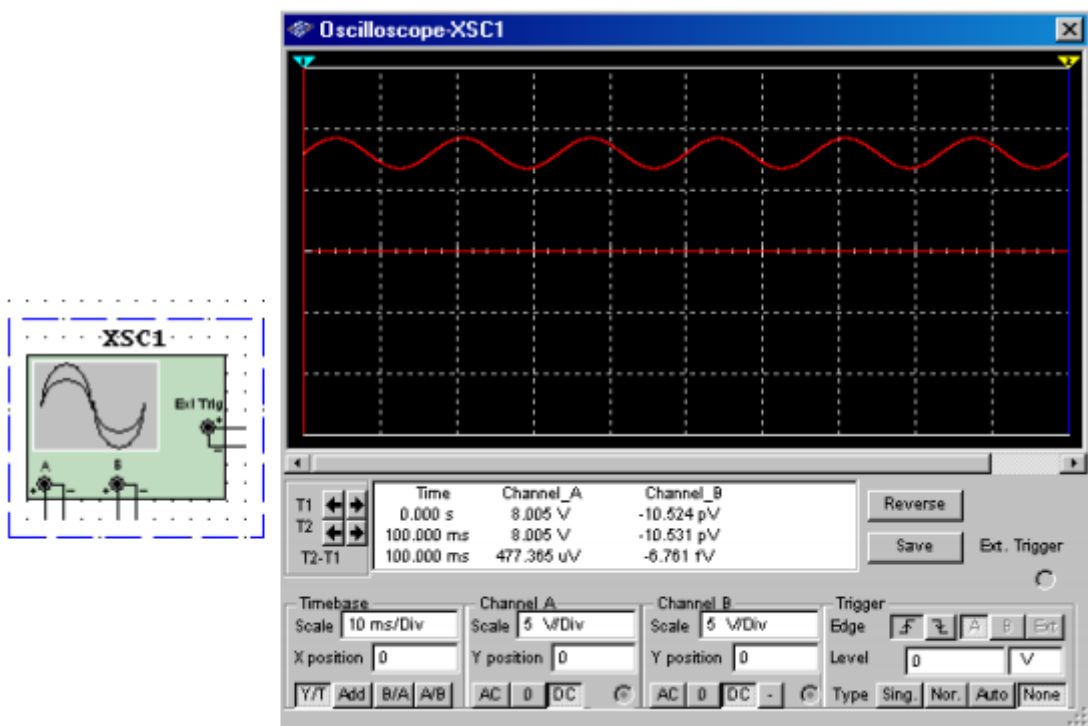 Oscilloscope-XSC1
1
2
XSC1
Ext Trig
+
-
A
B
+ - + -
Time Channel_A Channel_B
T1 0.000 s 8.005 V -10.524 pV
T2 100.000 ms 8.005 V -10.531 pV
T2-T1 100.000 ms 477.365 uV -6.761 fV
Reverse
Save
Ext. Trigger
Timebase
Scale 10 ms/Div
X position 0
Y/T Add B/A A/B
Channel A
Scale 5 V/Div
Y position 0
AC 0 DC
Channel B
Scale 5 V/Div
Y position 0
AC 0 DC -
Trigger
Edge A B Ext
Level 0 V
Type Sing. Nor. Auto None